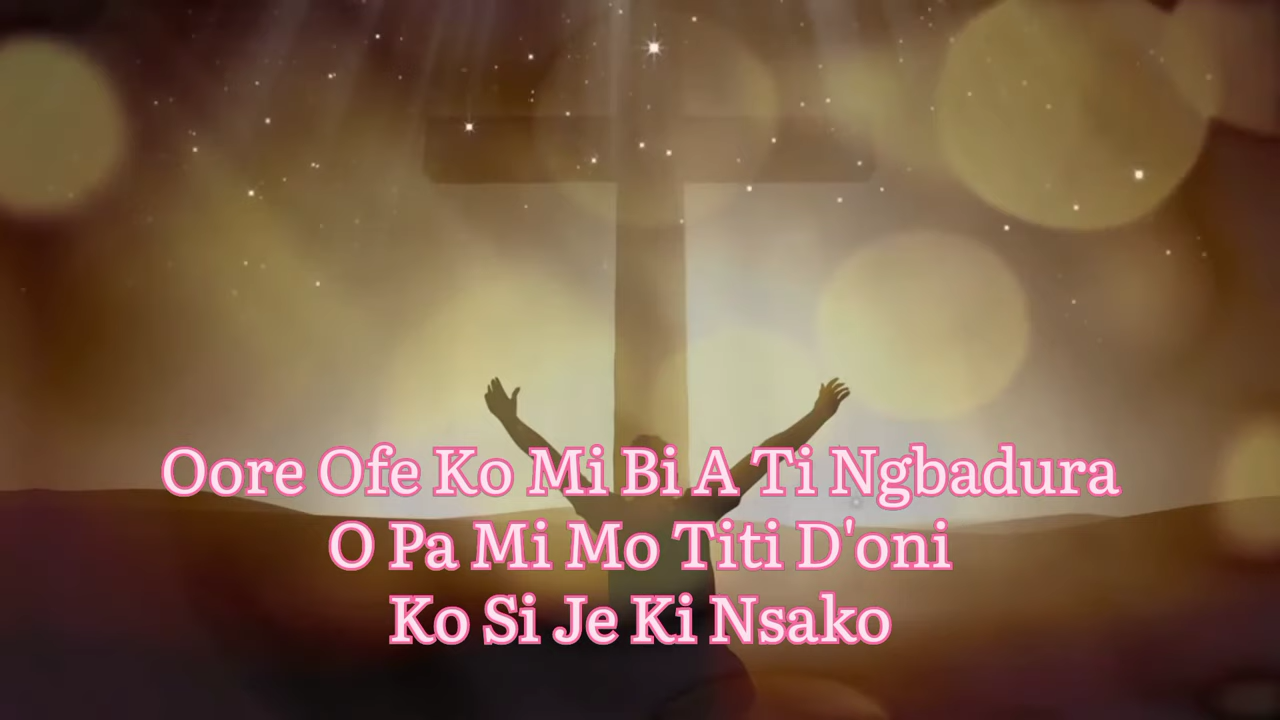 Oore Ofe Ko Mi Bi A Ti Ngbadura
O Pa Mi Mo Titi D'oni
Ko Si Je Ki Nsako